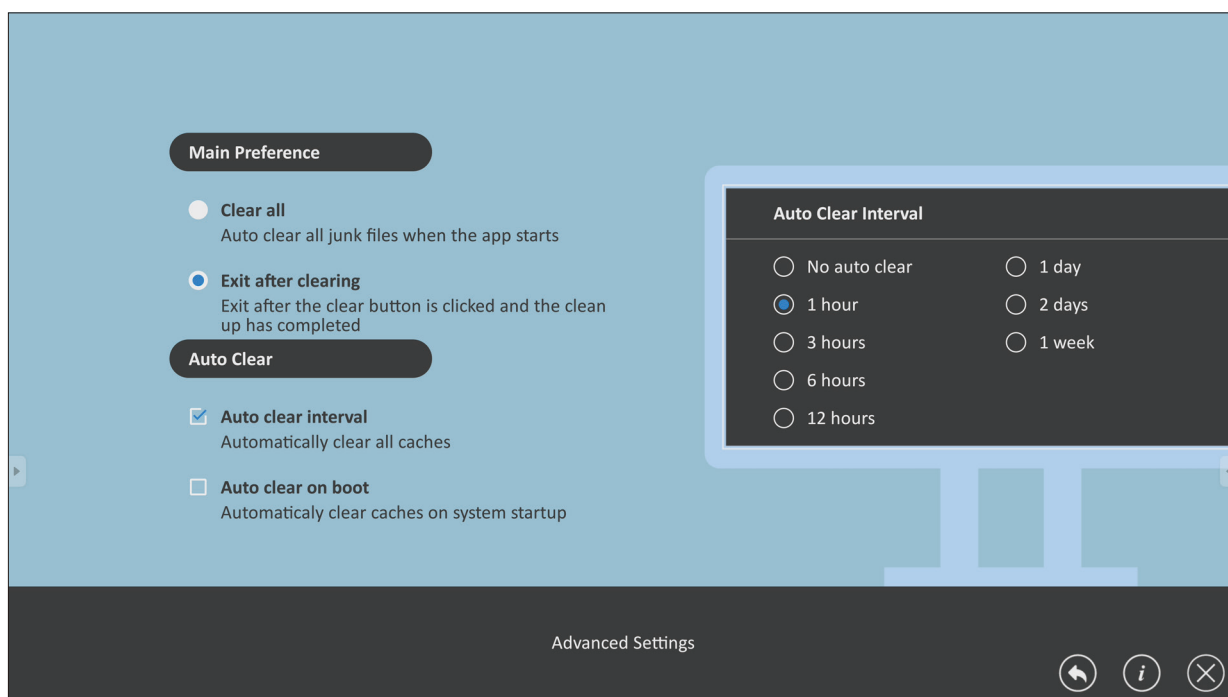 Main Preference
Clear all
Auto clear all junk files when the app starts
Exit after clearing
Exit after the clear button is clicked and the clean
up has completed
Auto Clear
Auto clear interval
Automatically clear all caches
Auto clear on boot
Automaticaly clear caches on system startup
Auto Clear Interval
No auto clear
1 hour
3 hours
6 hours
12 hours
1 day
2 days
1 week
Advanced Settings
i